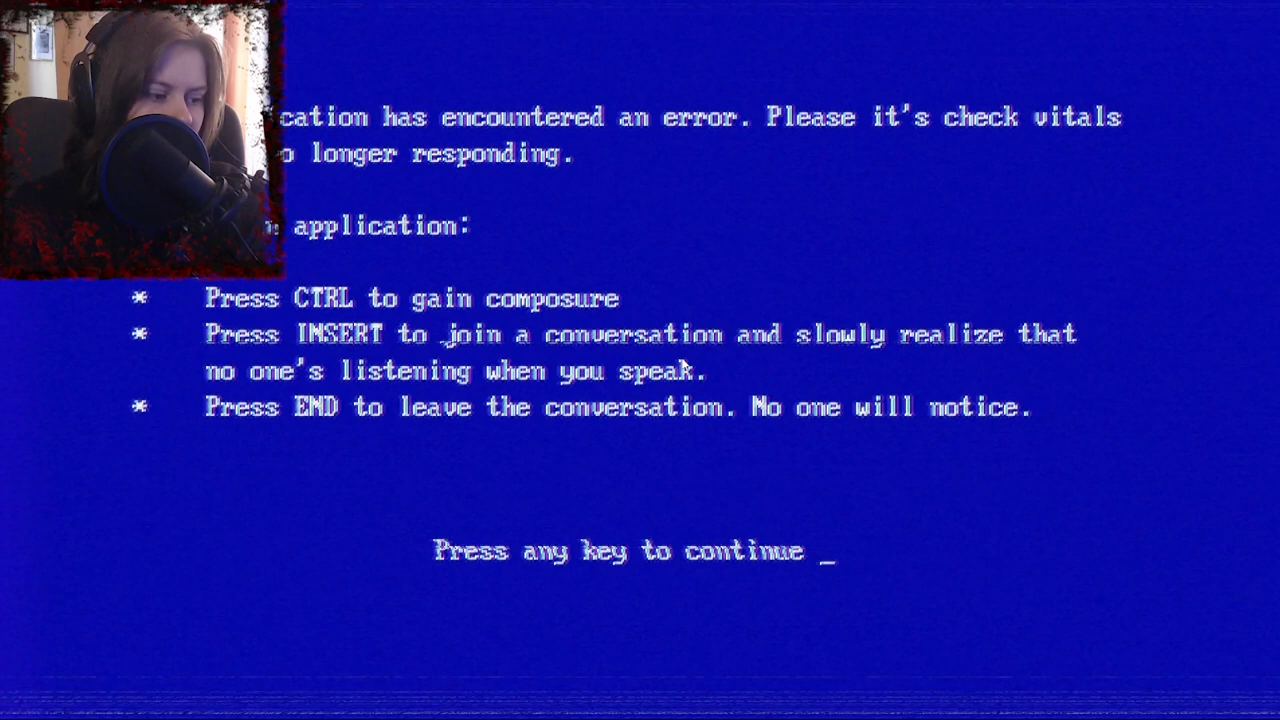 cation has encountered an error. Please it's check vitals
o longer responding.
application:
* Press CTRL to gain composure
* Press INSERT to join a conversation and slowly realize that
no one's listening when you speak.
* Press END to leave the conversation. No one will notice.
Press any key to continue _